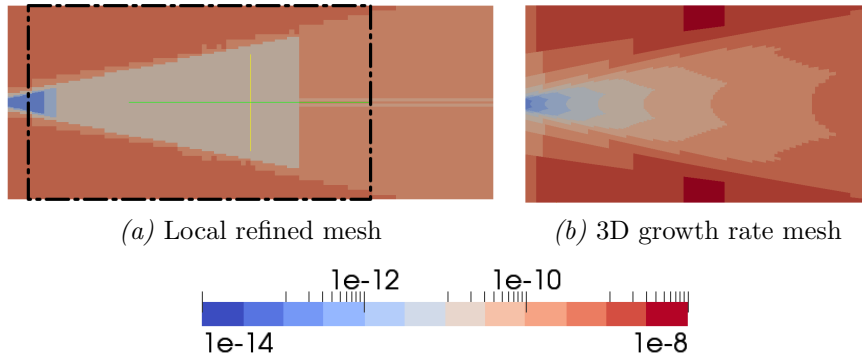 (a) Local refined mesh
(b) 3D growth rate mesh
1e-12
1e-10
1e-14
1e-8